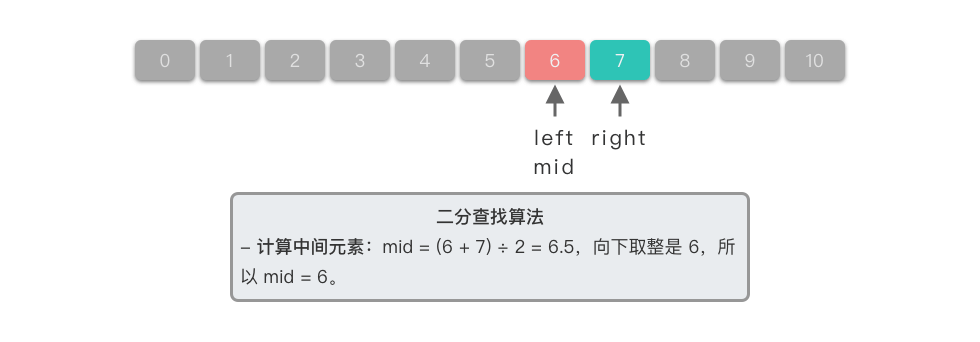 0 1 2 3 4 5 6 7 8 9 10
left right
mid
二分查找算法
– 计算中间元素：mid = (6 + 7) ÷ 2 = 6.5，向下取整是 6，所
以 mid = 6。